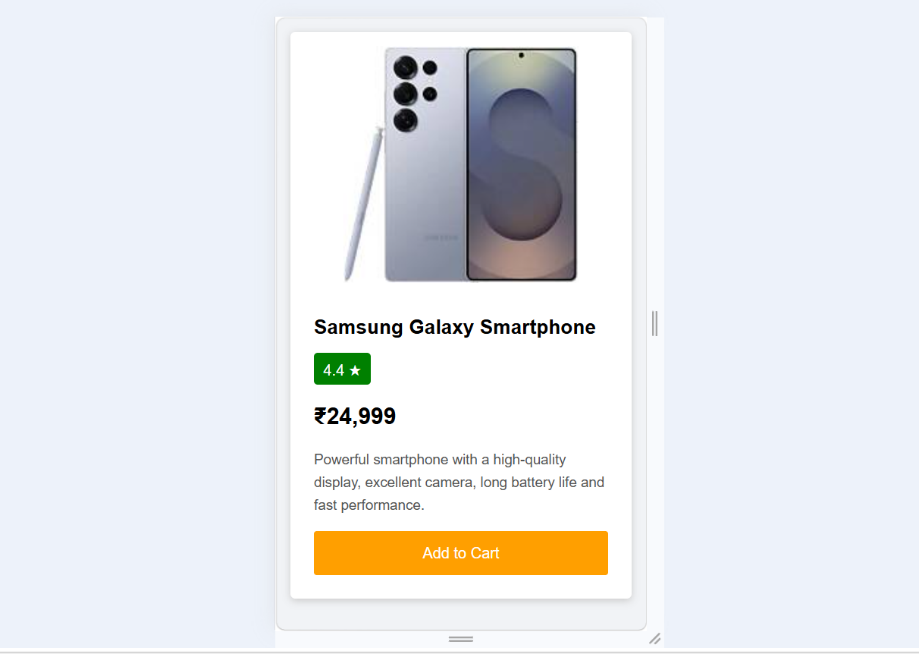 Samsung Galaxy Smartphone
4.4 ★
₹24,999
Powerful smartphone with a high-quality
display, excellent camera, long battery life and
fast performance.
Add to Cart